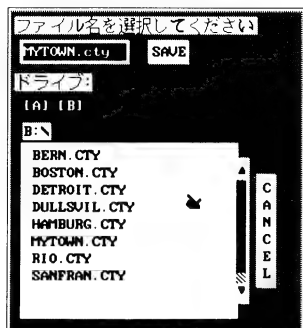 ファイル名を選択してください
MYTOWN.cty SAVE
ドライブ:
[A] [B]
B:\
BERN.CTY
BOSTON.CTY
DETROIT.CTY
DULLSVIL.CTY
HAMBURG.CTY
MYTOWN.CTY
RIO.CTY
SANFRAN.CTY
CANCEL